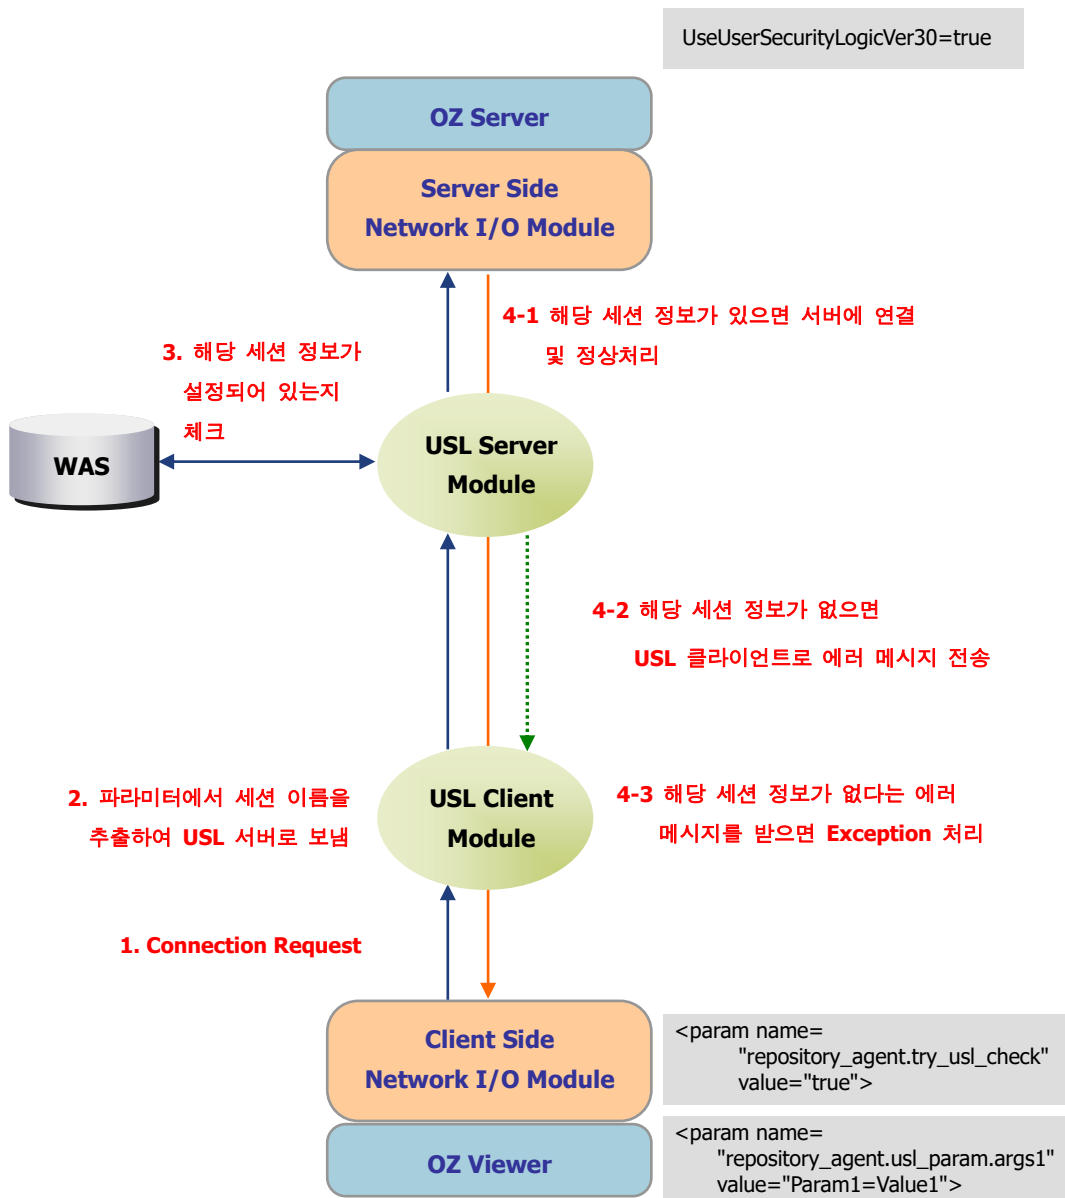 UseUserSecurityLogicVer30=true
OZ Server
Server Side
Network I/O Module
4-1 해당 세션 정보가 있으면 서버에 연결
및 정상처리
3. 해당 세션 정보가
설정되어 있는지
체크
WAS
USL Server
Module
4-2 해당 세션 정보가 없으면
USL 클라이언트로 에러 메시지 전송
2. 파라미터에서 세션 이름을
추출하여 USL 서버로 보냄
USL Client
Module
4-3 해당 세션 정보가 없다는 에러
메시지를 받으면 Exception 처리
1. Connection Request
Client Side
Network I/O Module
<param name=
"repository_agent.try_usl_check"
value="true">
OZ Viewer
<param name=
"repository_agent.usl_param.args1"
value="Param1=Value1">